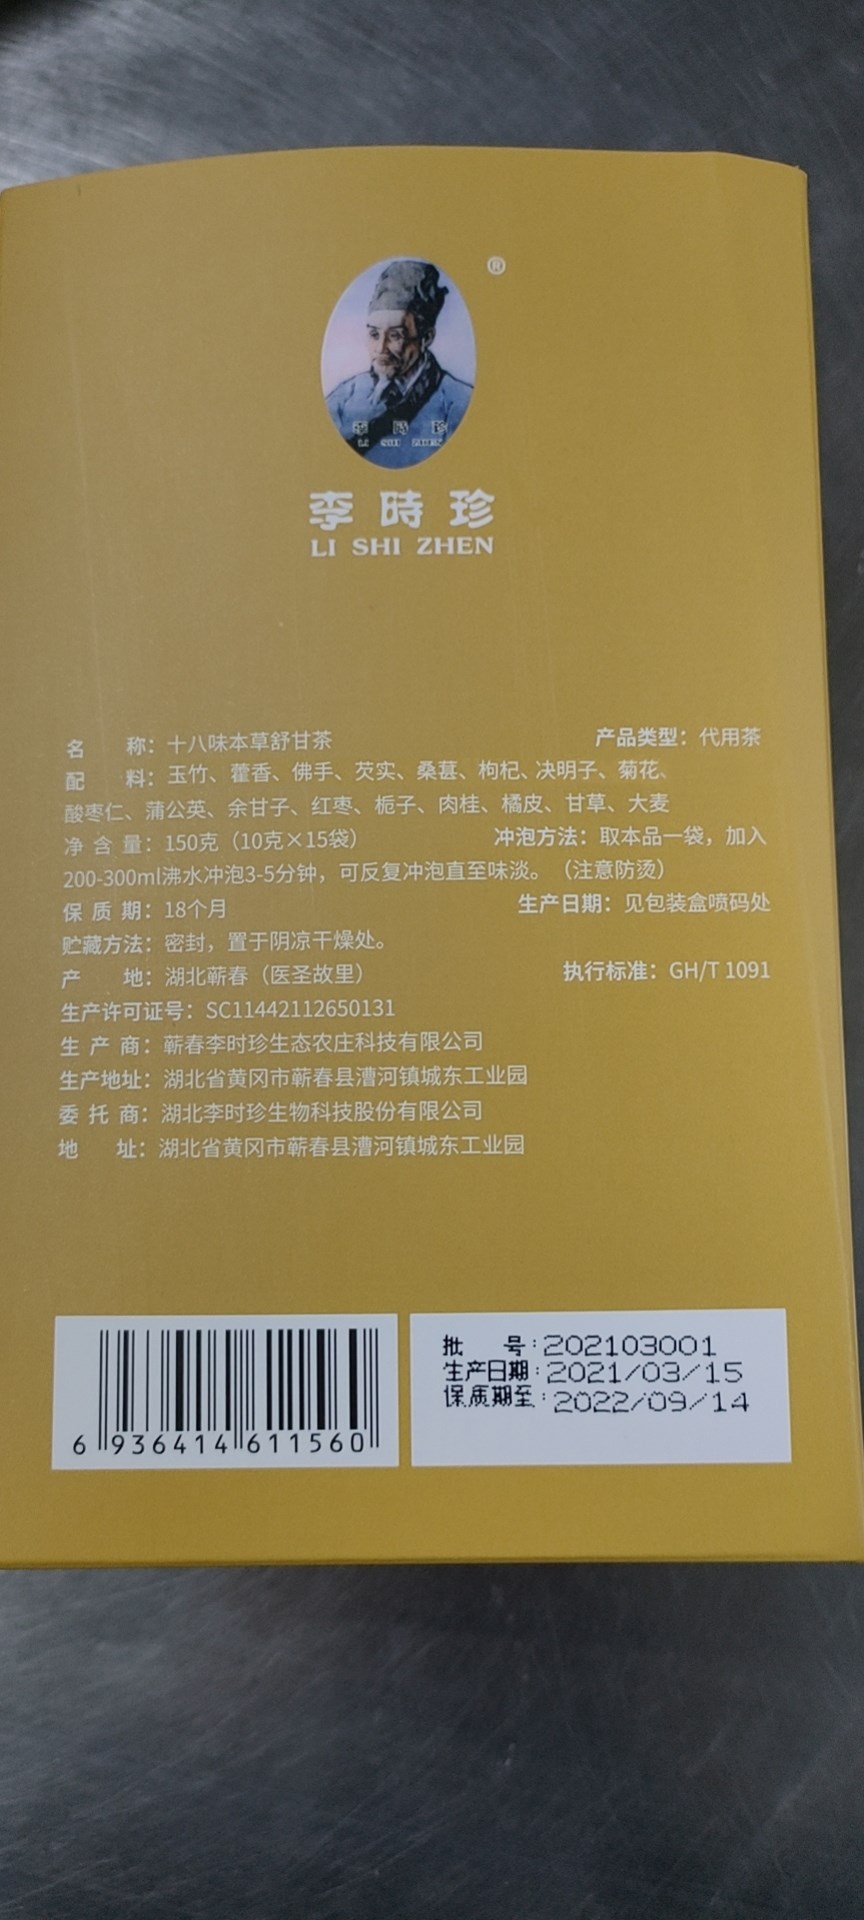 ®
李 時 珍
LI SHI ZHEN
李 時 珍
LI SHI ZHEN
名 称：十八味本草舒甘茶 产品类型：代用茶
配 料：玉竹、藿香、佛手、芡实、桑葚、枸杞、决明子、菊花、
酸枣仁、蒲公英、余甘子、红枣、栀子、肉桂、橘皮、甘草、大麦
净 含 量：150克（10克×15袋） 冲泡方法：取本品一袋，加入
200-300ml沸水冲泡3-5分钟，可反复冲泡直至味淡。（注意防烫）
保 质 期：18个月 生产日期：见包装盒喷码处
贮藏方法：密封，置于阴凉干燥处。
产 地：湖北蕲春（医圣故里） 执行标准：GH/T 1091
生产许可证号：SC11442112650131
生 产 商：蕲春李时珍生态农庄科技有限公司
生产地址：湖北省黄冈市蕲春县漕河镇城东工业园
委 托 商：湖北李时珍生物科技股份有限公司
地 址：湖北省黄冈市蕲春县漕河镇城东工业园
6 936414 611560
批 号：202103001
生产日期：2021/03/15
保质期至：2022/09/14